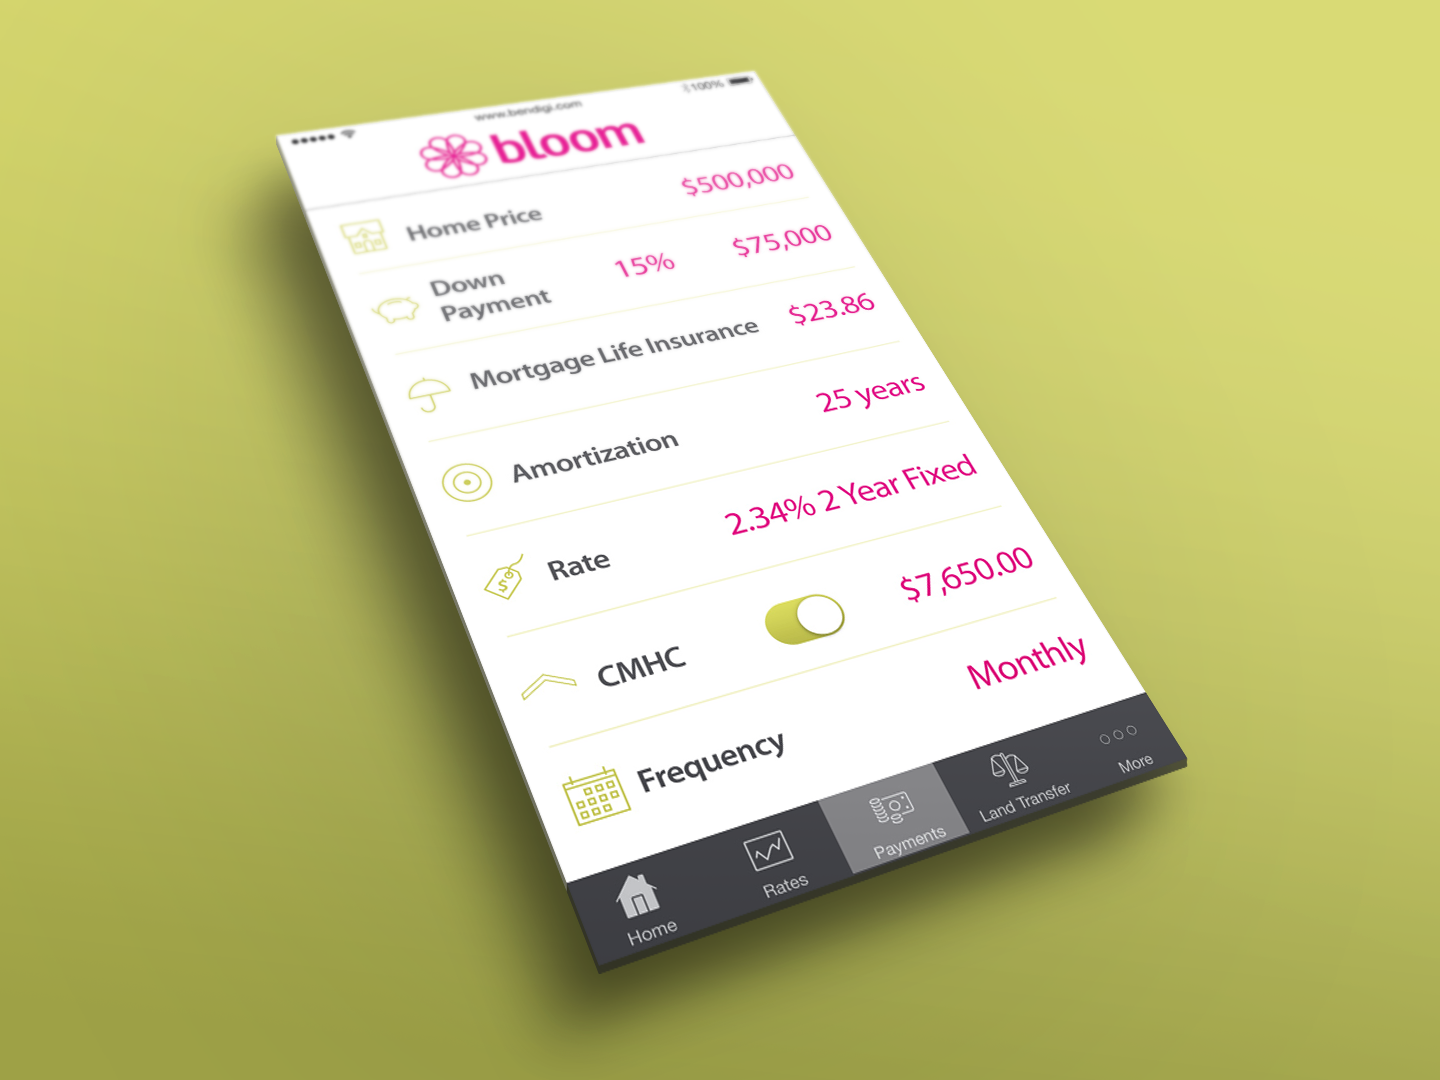 www.bendigi.com
100%
bloom
Home Price $500,000
Down
Payment 15% $75,000
Mortgage Life Insurance $23.86
Amortization 25 years
Rate 2.34% 2 Year Fixed
CMHC $7,650.00
Frequency Monthly
Home Rates Payments Land Transfer More